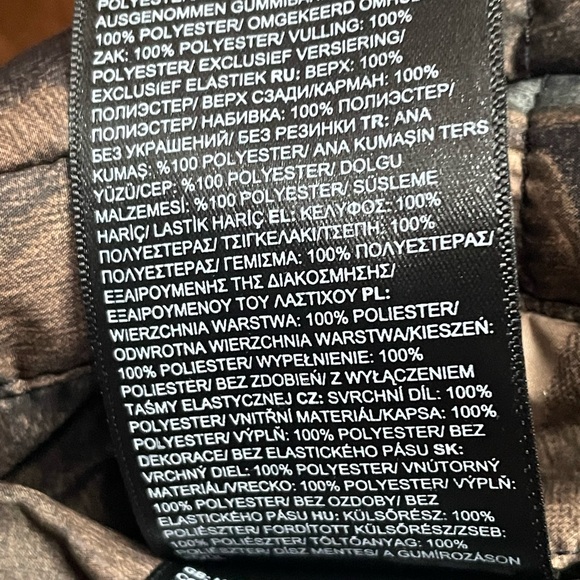 AUSGENOMMEN GUMMIBA
100% POLYESTER/ OMGEKEERD OMHU
ZAK: 100% POLYESTER/ VULLING: 100%
POLYESTER/ EXCLUSIEF VERSIERING/
EXCLUSIEF ELASTIEK RU: ВЕРХ: 100%
ПОЛИЭСТЕР/ ВЕРХ СЗАДИ/КАРМАН: 100%
ПОЛИЭСТЕР/ НАБИВКА: 100% ПОЛИЭСТЕР/
БЕЗ УКРАШЕНИЙ/ БЕЗ РЕЗИНКИ TR: ANA
KUMAŞ: %100 POLYESTER/ ANA KUMAŞIN TERS
YÜZÜ/CEP: %100 POLYESTER/ DOLGU
MALZEMESİ: %100 POLYESTER/ SÜSLEME
HARİÇ/ LASTİK HARİÇ EL: ΚΕΛΥΦΟΣ: 100%
ΠΟΛΥΕΣΤΕΡΑΣ/ ΤΣΙΓΚΕΛΑΚΙ/ΤΣΕΠΗ: 100%
ΠΟΛΥΕΣΤΕΡΑΣ/ ΓΕΜΙΣΜΑ: 100% ΠΟΛΥΕΣΤΕΡΑΣ/
ΕΞΑΙΡΟΥΜΕΝΗΣ ΤΗΣ ΔΙΑΚΟΣΜΗΣΗΣ/
ΕΞΑΙΡΟΥΜΕΝΟΥ ΤΟΥ ΛΑΣΤΙΧΟΥ PL:
WIERZCHNIA WARSTWA: 100% POLIESTER/
ODWROTNA WIERZCHNIA WARSTWA/KIESZEŃ:
100% POLIESTER/ WYPEŁNIENIE: 100%
POLIESTER/ BEZ ZDOBIEŃ/ Z WYŁĄCZENIEM
TAŚMY ELASTYCZNEJ CZ: SVRCHNÍ DÍL: 100%
POLYESTER/ VNITŘNÍ MATERIÁL/KAPSA: 100%
POLYESTER/ VÝPLŇ: 100% POLYESTER/ BEZ
DEKORACE/ BEZ ELASTICKÉHO PÁSU SK:
VRCHNÝ DIEL: 100% POLYESTER/ VNÚTORNÝ
MATERIÁL/VRECKO: 100% POLYESTER/ VÝPLŇ:
100% POLYESTER/ BEZ OZDOBY/ BEZ
ELASTICKÉHO PÁSU HU: KÜLSŐRÉSZ: 100%
POLIÉSZTER/ FORDÍTOTT KÜLSŐRÉSZ/ZSEB:
100% POLIÉSZTER/ TÖLTŐANYAG: 100%
POLIÉSZTER/ DÍSZ MENTES/ A GUMÍROZÁSON